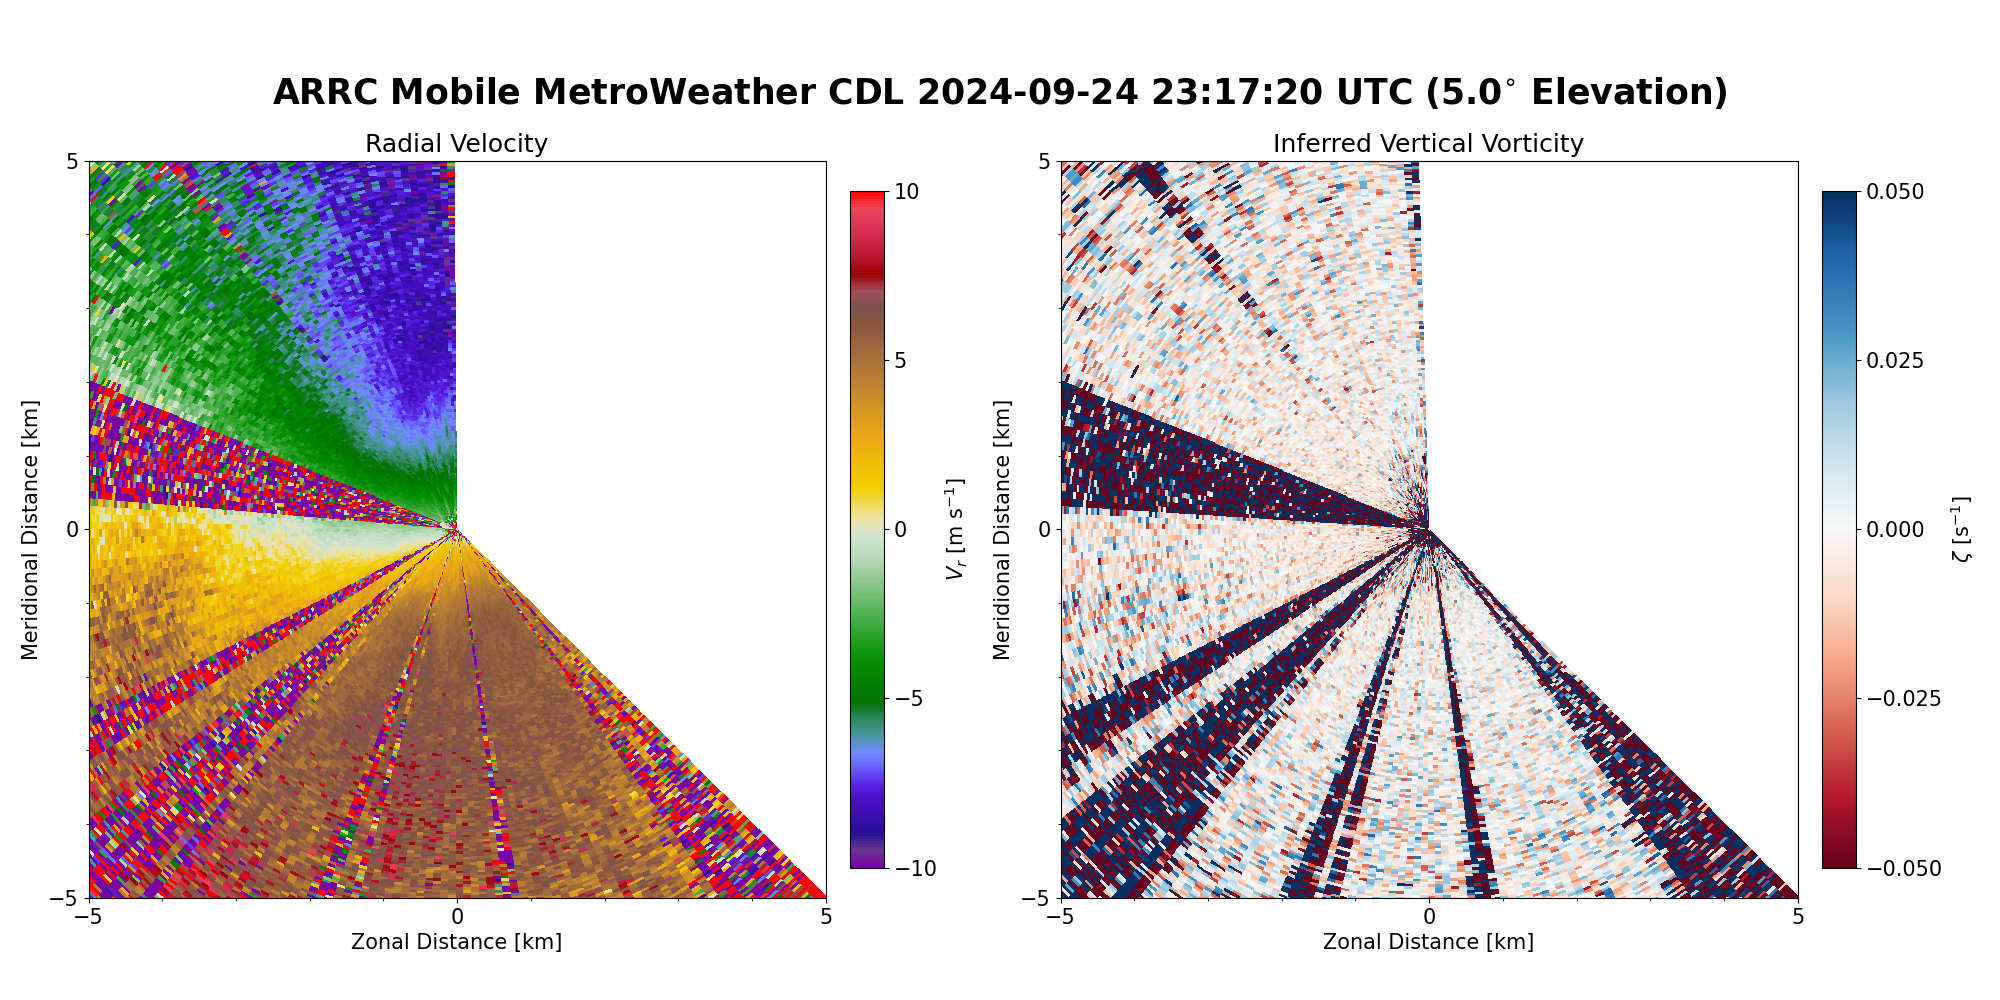 ARRC Mobile MetroWeather CDL 2024-09-24 23:17:20 UTC (5.0° Elevation)
Radial Velocity
5
0
−5
−5
0
5
Meridional Distance [km]
Zonal Distance [km]
10
5
0
−5
−10
V_r [m s⁻¹]
Inferred Vertical Vorticity
5
0
−5
−5
0
5
Meridional Distance [km]
Zonal Distance [km]
0.050
0.025
0.000
−0.025
−0.050
ζ [s⁻¹]